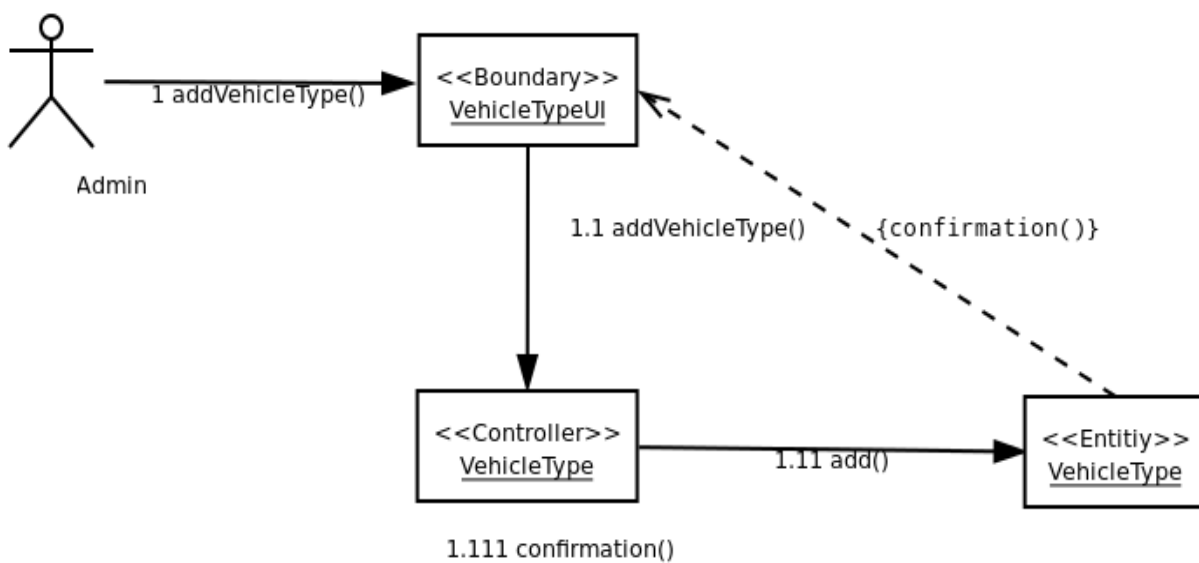 <<Boundary>>
VehicleTypeUI
1 addVehicleType()
Admin
1.1 addVehicleType()
{confirmation()}
<<Controller>>
VehicleType
1.11 add()
<<Entitiy>>
VehicleType
1.111 confirmation()